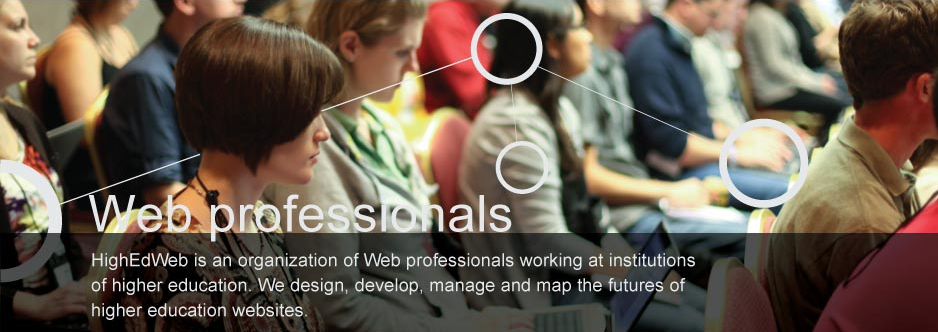 Web professionals
HighEdWeb is an organization of Web professionals working at institutions
of higher education. We design, develop, manage and map the futures of
higher education websites.